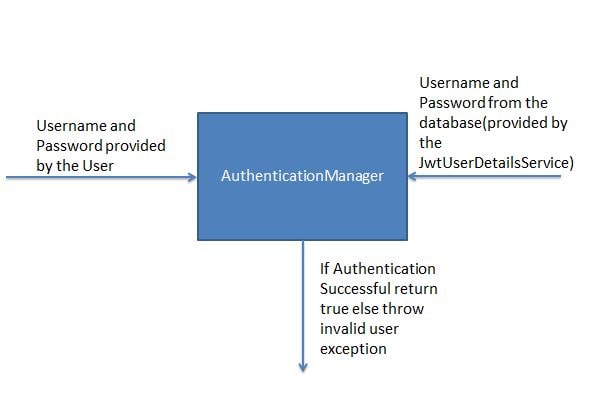 Username and
Password provided
by the User
AuthenticationManager
Username and
Password from the
database(provided by
the
JwtUserDetailsService)
If Authentication
Successful return
true else throw
invalid user
exception